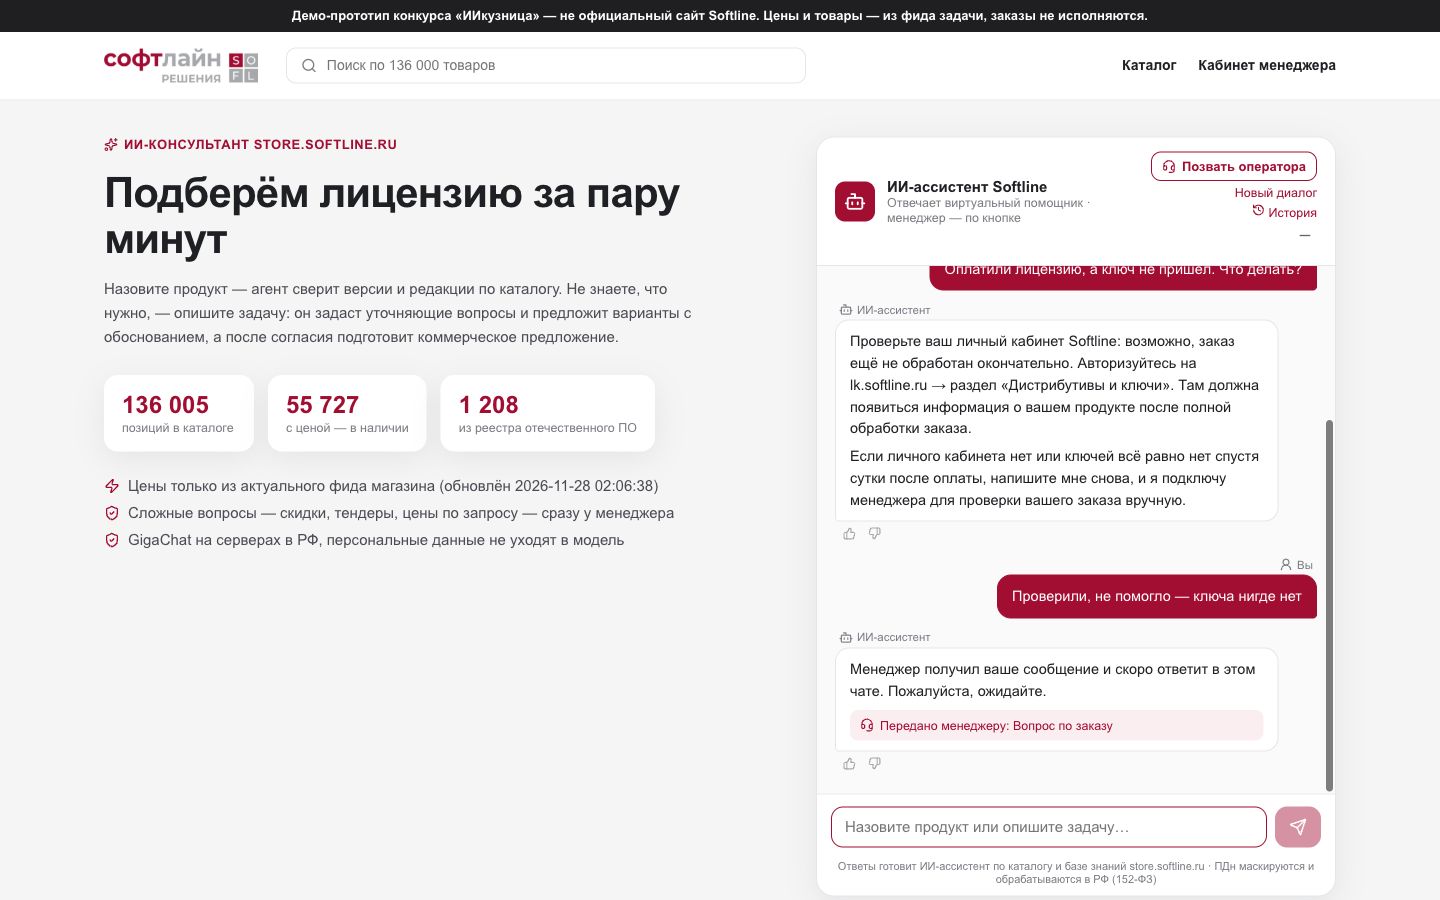 Демо-прототип конкурса «ИИкузница» — не официальный сайт Softline. Цены и товары — из фида задачи, заказы не исполняются.
софтлайн
РЕШЕНИЯ
SO
FL
Поиск по 136 000 товаров
Каталог
Кабинет менеджера
ИИ-КОНСУЛЬТАНТ STORE.SOFTLINE.RU
Подберём лицензию за пару
минут
Назовите продукт — агент сверит версии и редакции по каталогу. Не знаете, что
нужно, — опишите задачу: он задаст уточняющие вопросы и предложит варианты с
обоснованием, а после согласия подготовит коммерческое предложение.
136 005
позиций в каталоге
55 727
с ценой — в наличии
1 208
из реестра отечественного ПО
Цены только из актуального фида магазина (обновлён 2026-11-28 02:06:38)
Сложные вопросы — скидки, тендеры, цены по запросу — сразу у менеджера
GigaChat на серверах в РФ, персональные данные не уходят в модель
ИИ-ассистент Softline
Отвечает виртуальный помощник ·
менеджер — по кнопке
Позвать оператора
Новый диалог
История
—
Оплатили лицензию, а ключ не пришел. Что делать?
ИИ-ассистент
Проверьте ваш личный кабинет Softline: возможно, заказ
ещё не обработан окончательно. Авторизуйтесь на
lk.softline.ru → раздел «Дистрибутивы и ключи». Там должна
появиться информация о вашем продукте после полной
обработки заказа.
Если личного кабинета нет или ключей всё равно нет спустя
сутки после оплаты, напишите мне снова, и я подключу
менеджера для проверки вашего заказа вручную.
Вы
Проверили, не помогло — ключа нигде нет
ИИ-ассистент
Менеджер получил ваше сообщение и скоро ответит в этом
чате. Пожалуйста, ожидайте.
Передано менеджеру: Вопрос по заказу
Назовите продукт или опишите задачу…
Ответы готовит ИИ-ассистент по каталогу и базе знаний store.softline.ru · ПДн маскируются и
обрабатываются в РФ (152-ФЗ)